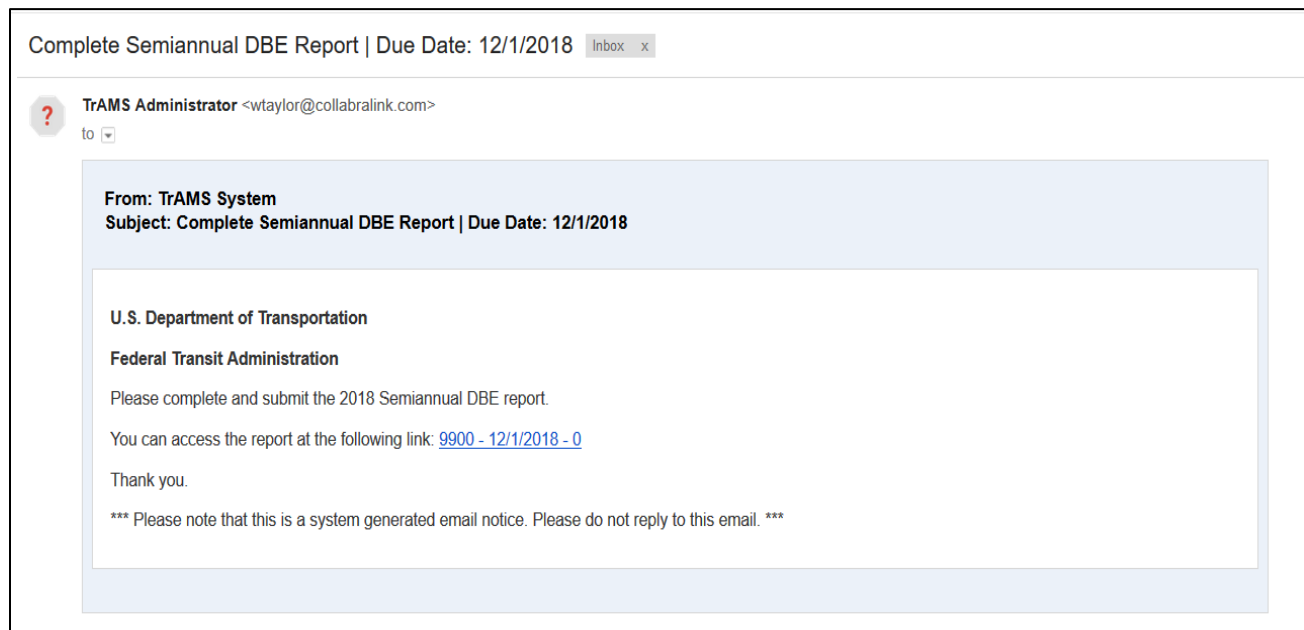 Complete Semiannual DBE Report | Due Date: 12/1/2018 Inbox x
?
TrAMS Administrator <wtaylor@collabralink.com>
to
From: TrAMS System
Subject: Complete Semiannual DBE Report | Due Date: 12/1/2018
U.S. Department of Transportation
Federal Transit Administration
Please complete and submit the 2018 Semiannual DBE report.
You can access the report at the following link: 9900 - 12/1/2018 - 0
Thank you.
*** Please note that this is a system generated email notice. Please do not reply to this email. ***